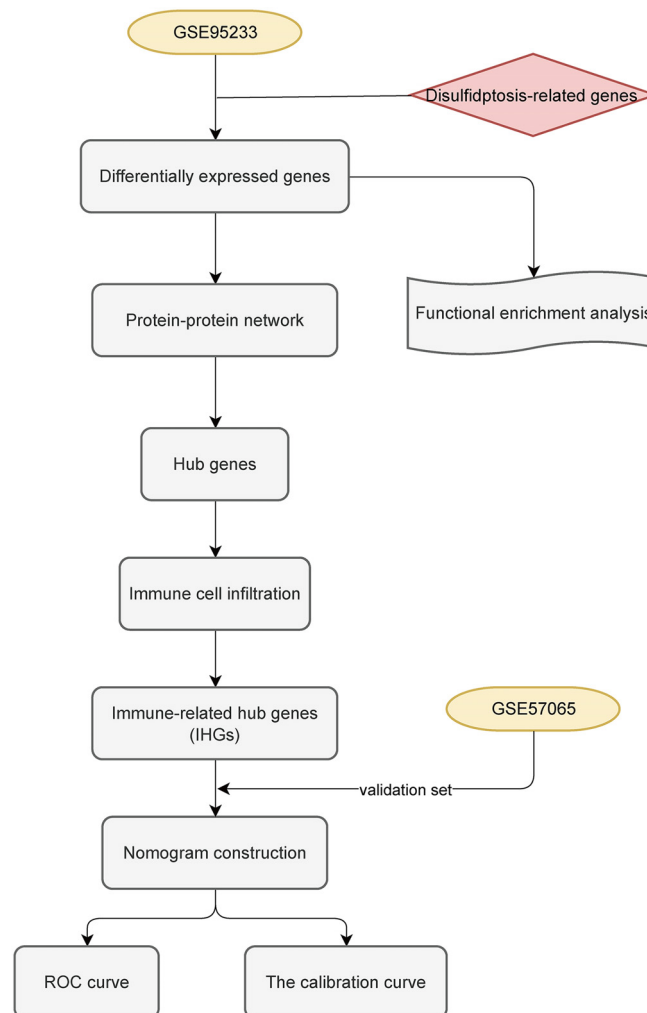 GSE95233
Disulfidptosis-related genes
Differentially expressed genes
Protein-protein network
Functional enrichment analysis
Hub genes
Immune cell infiltration
Immune-related hub genes
(IHGs)
GSE57065
validation set
Nomogram construction
ROC curve
The calibration curve